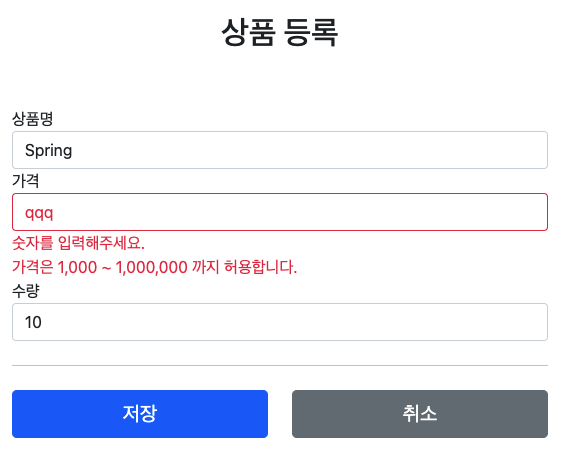 상품 등록
상품명
Spring
가격
qqq
숫자를 입력해주세요.
가격은 1,000 ~ 1,000,000 까지 허용합니다.
수량
10
저장
취소